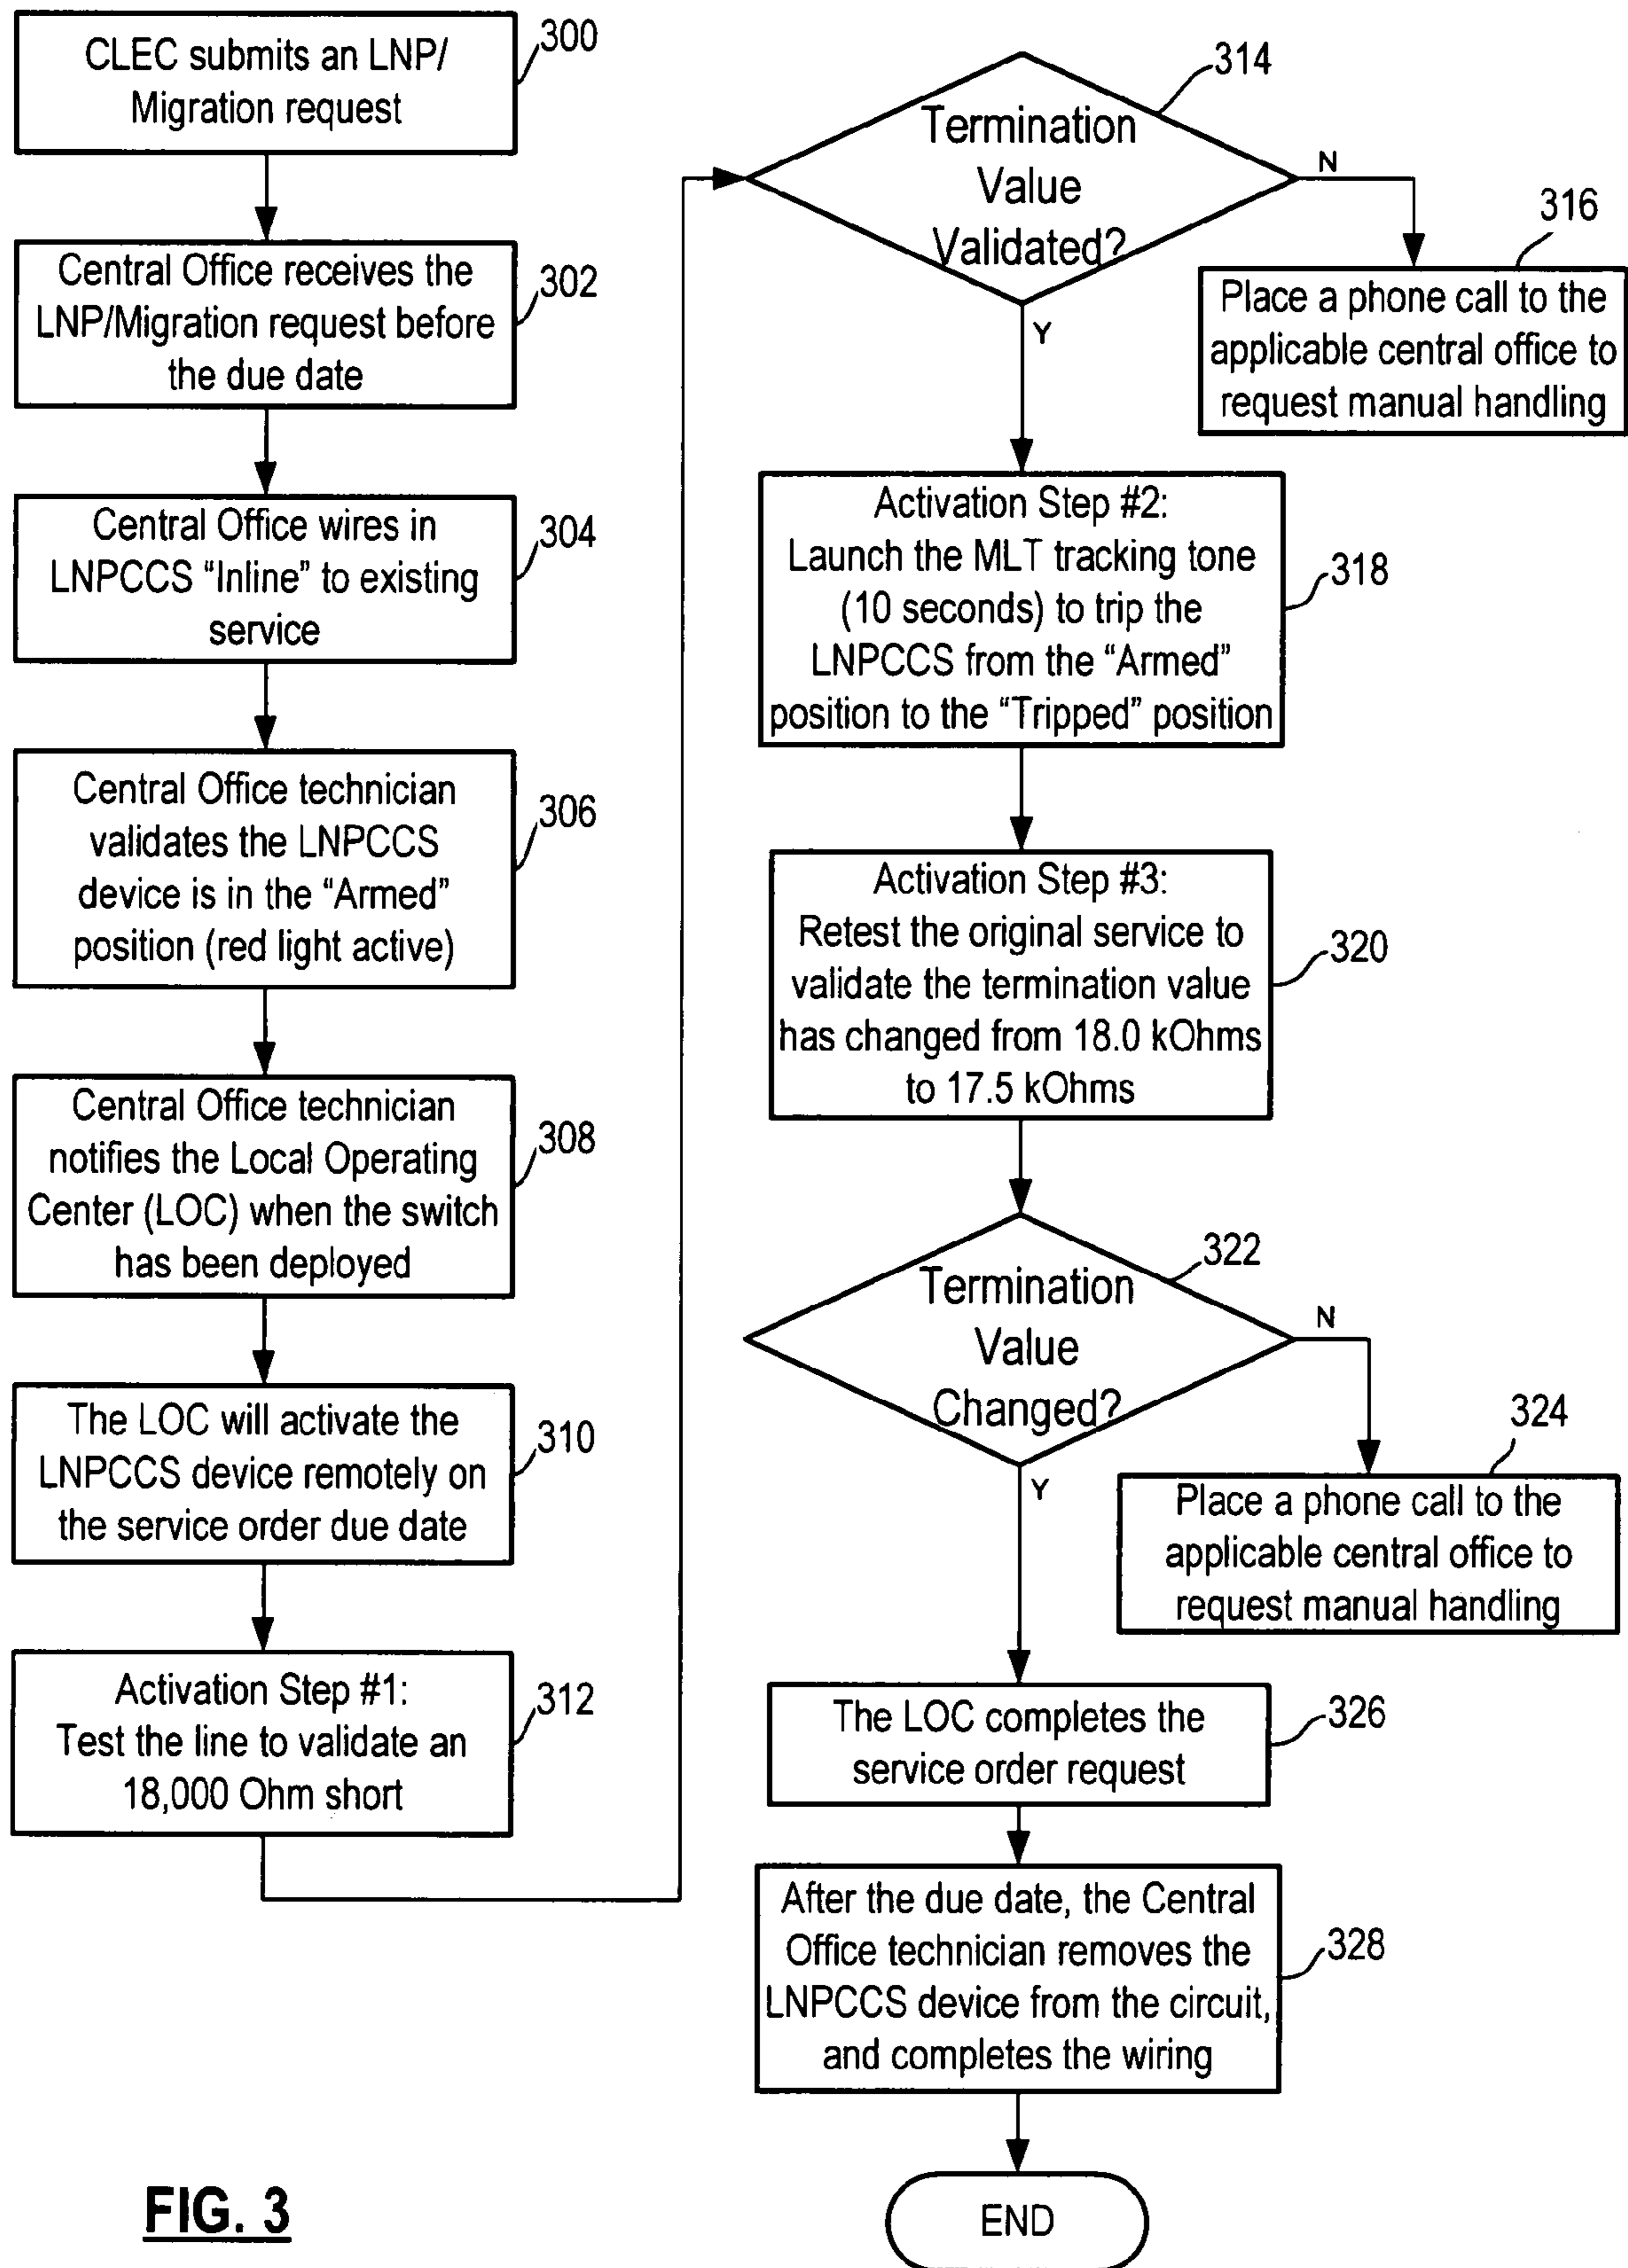 CLEC submits an LNP/
Migration request
300
Central Office receives the
LNP/Migration request before
the due date
302
Central Office wires in
LNPCCS “Inline” to existing
service
304
Central Office technician
validates the LNPCCS
device is in the “Armed”
position (red light active)
306
Central Office technician
notifies the Local Operating
Center (LOC) when the switch
has been deployed
308
The LOC will activate the
LNPCCS device remotely on
the service order due date
310
Activation Step #1:
Test the line to validate an
18,000 Ohm short
312
Termination
Value
Validated?
314
N
Y
316
Place a phone call to the
applicable central office to
request manual handling
Activation Step #2:
Launch the MLT tracking tone
(10 seconds) to trip the
LNPCCS from the “Armed”
position to the “Tripped” position
318
Activation Step #3:
Retest the original service to
validate the termination value
has changed from 18.0 kOhms
to 17.5 kOhms
320
Termination
Value
Changed?
322
N
Y
324
Place a phone call to the
applicable central office to
request manual handling
The LOC completes the
service order request
326
After the due date, the Central
Office technician removes the
LNPCCS device from the circuit,
and completes the wiring
328
END
FIG. 3